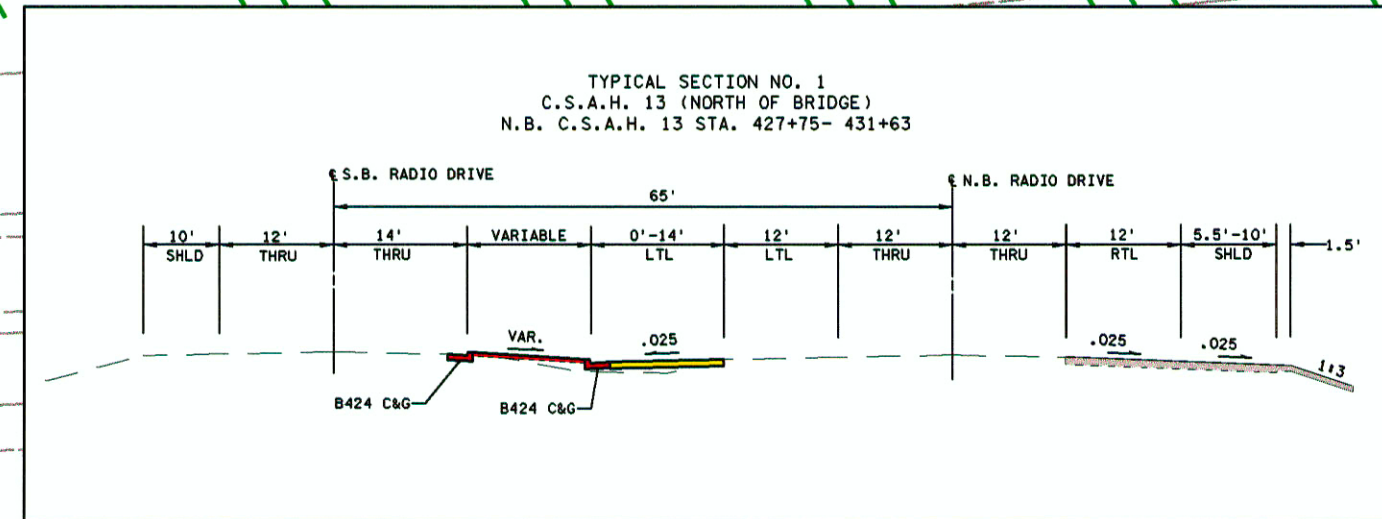 TYPICAL SECTION NO. 1
C.S.A.H. 13 (NORTH OF BRIDGE)
N.B. C.S.A.H. 13 STA. 427+75- 431+63
℄ S.B. RADIO DRIVE
℄ N.B. RADIO DRIVE
65'
10' 12' 14' VARIABLE 0'-14' 12' 12' 12' 12' 5.5'-10' 1.5'
SHLD THRU THRU LTL LTL THRU THRU RTL SHLD
VAR. .025 .025 .025
1:3
B424 C&G
B424 C&G